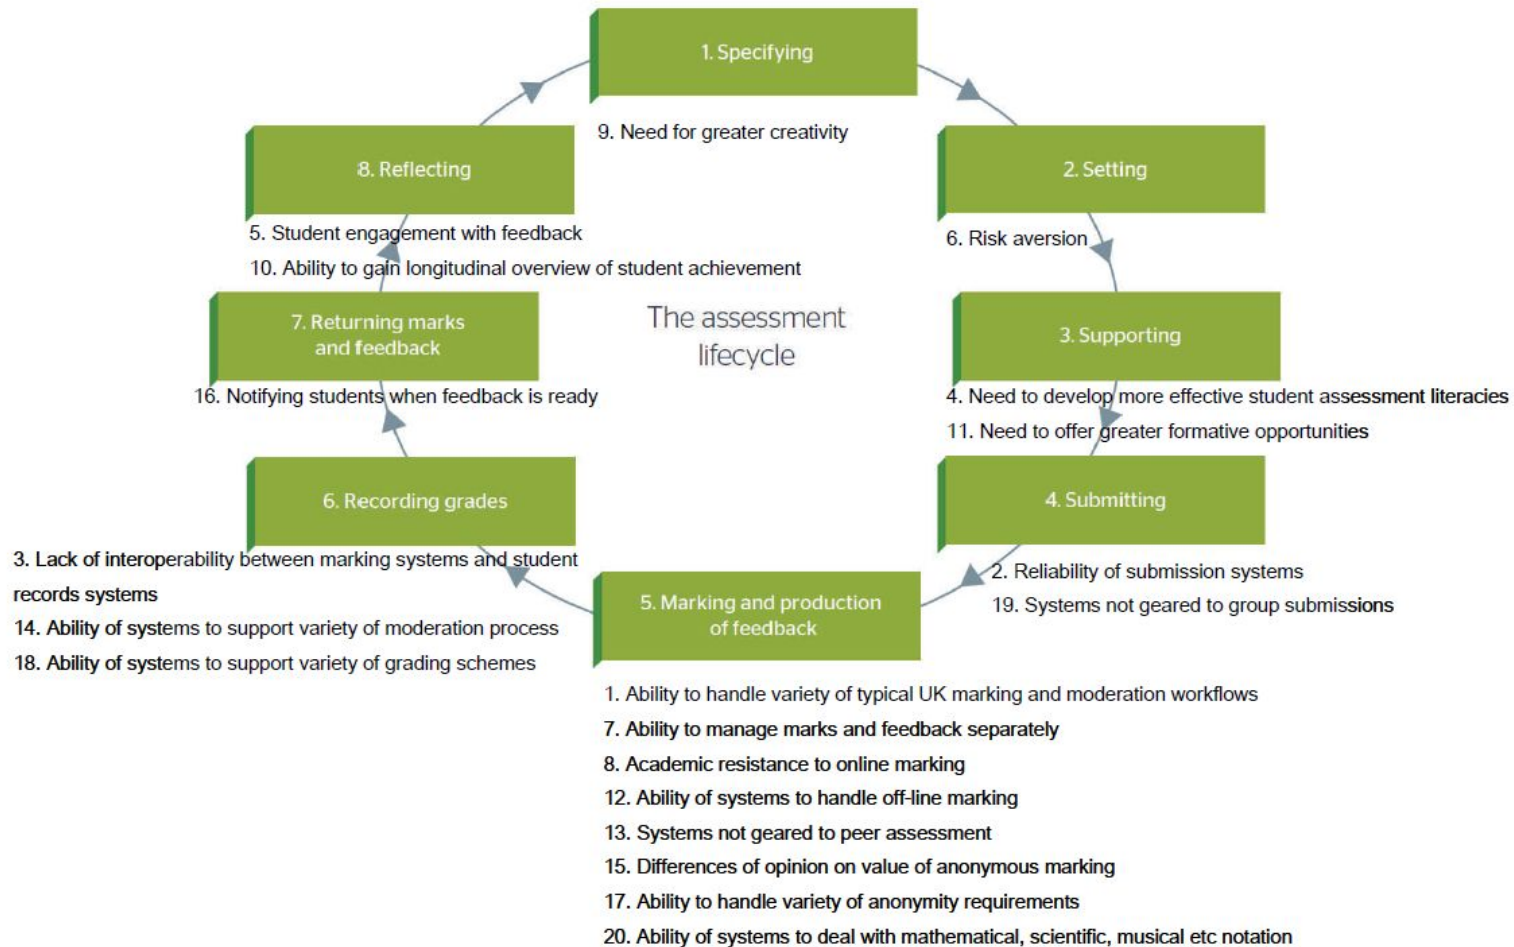 1. Specifying
9. Need for greater creativity
2. Setting
6. Risk aversion
3. Supporting
4. Need to develop more effective student assessment literacies
11. Need to offer greater formative opportunities
4. Submitting
2. Reliability of submission systems
19. Systems not geared to group submissions
5. Marking and production
of feedback
1. Ability to handle variety of typical UK marking and moderation workflows
7. Ability to manage marks and feedback separately
8. Academic resistance to online marking
12. Ability of systems to handle off-line marking
13. Systems not geared to peer assessment
15. Differences of opinion on value of anonymous marking
17. Ability to handle variety of anonymity requirements
20. Ability of systems to deal with mathematical, scientific, musical etc notation
6. Recording grades
3. Lack of interoperability between marking systems and student
records systems
14. Ability of systems to support variety of moderation process
18. Ability of systems to support variety of grading schemes
7. Returning marks
and feedback
16. Notifying students when feedback is ready
8. Reflecting
5. Student engagement with feedback
10. Ability to gain longitudinal overview of student achievement
The assessment
lifecycle